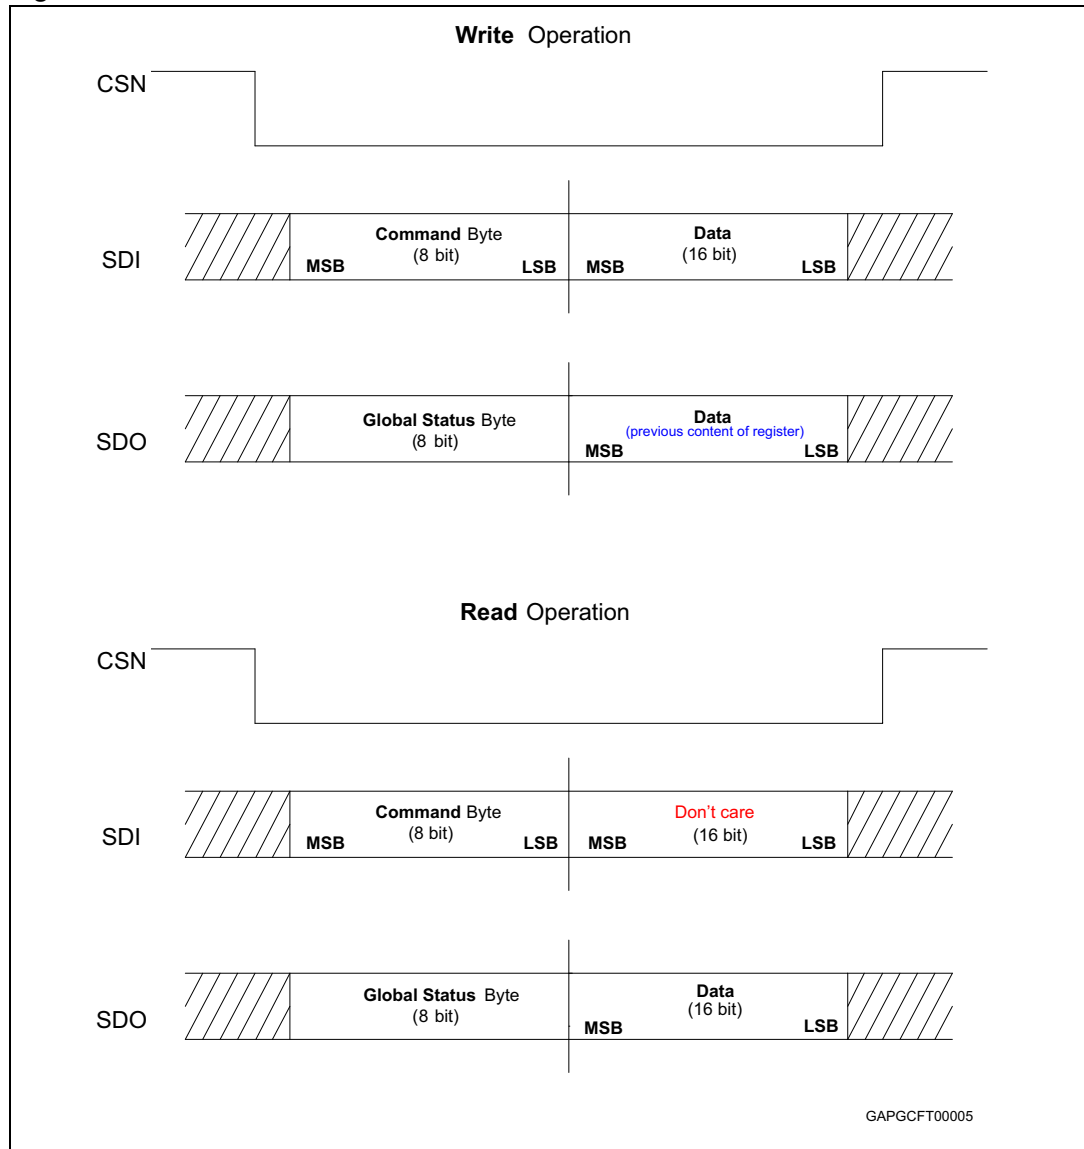 Write Operation
CSN
SDI
Command Byte
(8 bit)
MSB
LSB
Data
(16 bit)
MSB
LSB
SDO
Global Status Byte
(8 bit)
Data
(previous content of register)
MSB
LSB
Read Operation
CSN
SDI
Command Byte
(8 bit)
MSB
LSB
Don't care
(16 bit)
MSB
LSB
SDO
Global Status Byte
(8 bit)
Data
(16 bit)
MSB
LSB
GAPGCFT00005